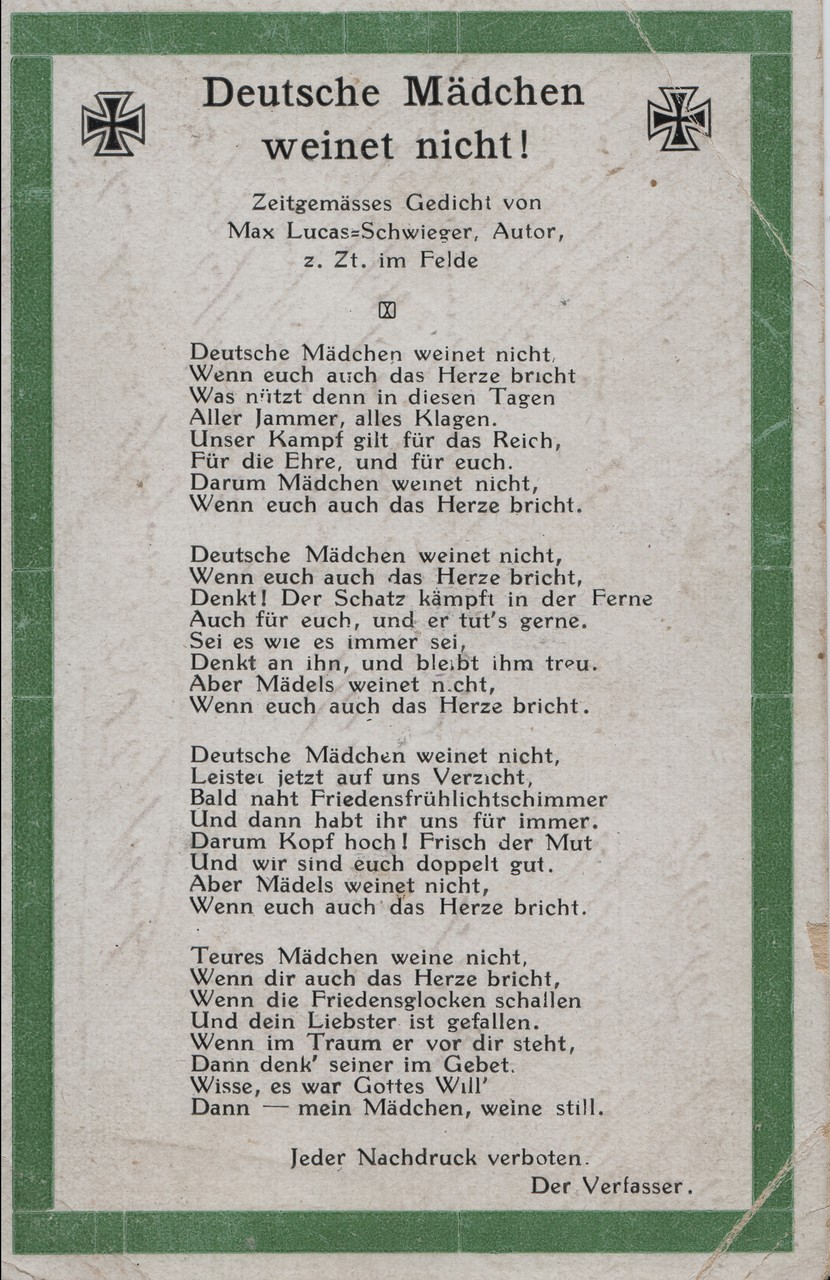 Deutsche Mädchen
weinet nicht!
Zeitgemässes Gedicht von
Max Lucas=Schwieger, Autor,
z. Zt. im Felde
Deutsche Mädchen weinet nicht,
Wenn euch auch das Herze bricht
Was nützt denn in diesen Tagen
Aller Jammer, alles Klagen.
Unser Kampf gilt für das Reich,
Für die Ehre, und für euch.
Darum Mädchen weinet nicht,
Wenn euch auch das Herze bricht.
Deutsche Mädchen weinet nicht,
Wenn euch auch das Herze bricht,
Denkt! Der Schatz kämpft in der Ferne
Auch für euch, und er tut's gerne.
Sei es wie es immer sei,
Denkt an ihn, und bleibt ihm treu.
Aber Mädels weinet nicht,
Wenn euch auch das Herze bricht.
Deutsche Mädchen weinet nicht,
Leistet jetzt auf uns Verzicht,
Bald naht Friedensfrühlichtschimmer
Und dann habt ihr uns für immer.
Darum Kopf hoch! Frisch der Mut
Und wir sind euch doppelt gut.
Aber Mädels weinet nicht,
Wenn euch auch das Herze bricht.
Teures Mädchen weine nicht,
Wenn dir auch das Herze bricht,
Wenn die Friedensglocken schallen
Und dein Liebster ist gefallen.
Wenn im Traum er vor dir steht,
Dann denk' seiner im Gebet.
Wisse, es war Gottes Will'
Dann — mein Mädchen, weine still.
Jeder Nachdruck verboten.
Der Verfasser.